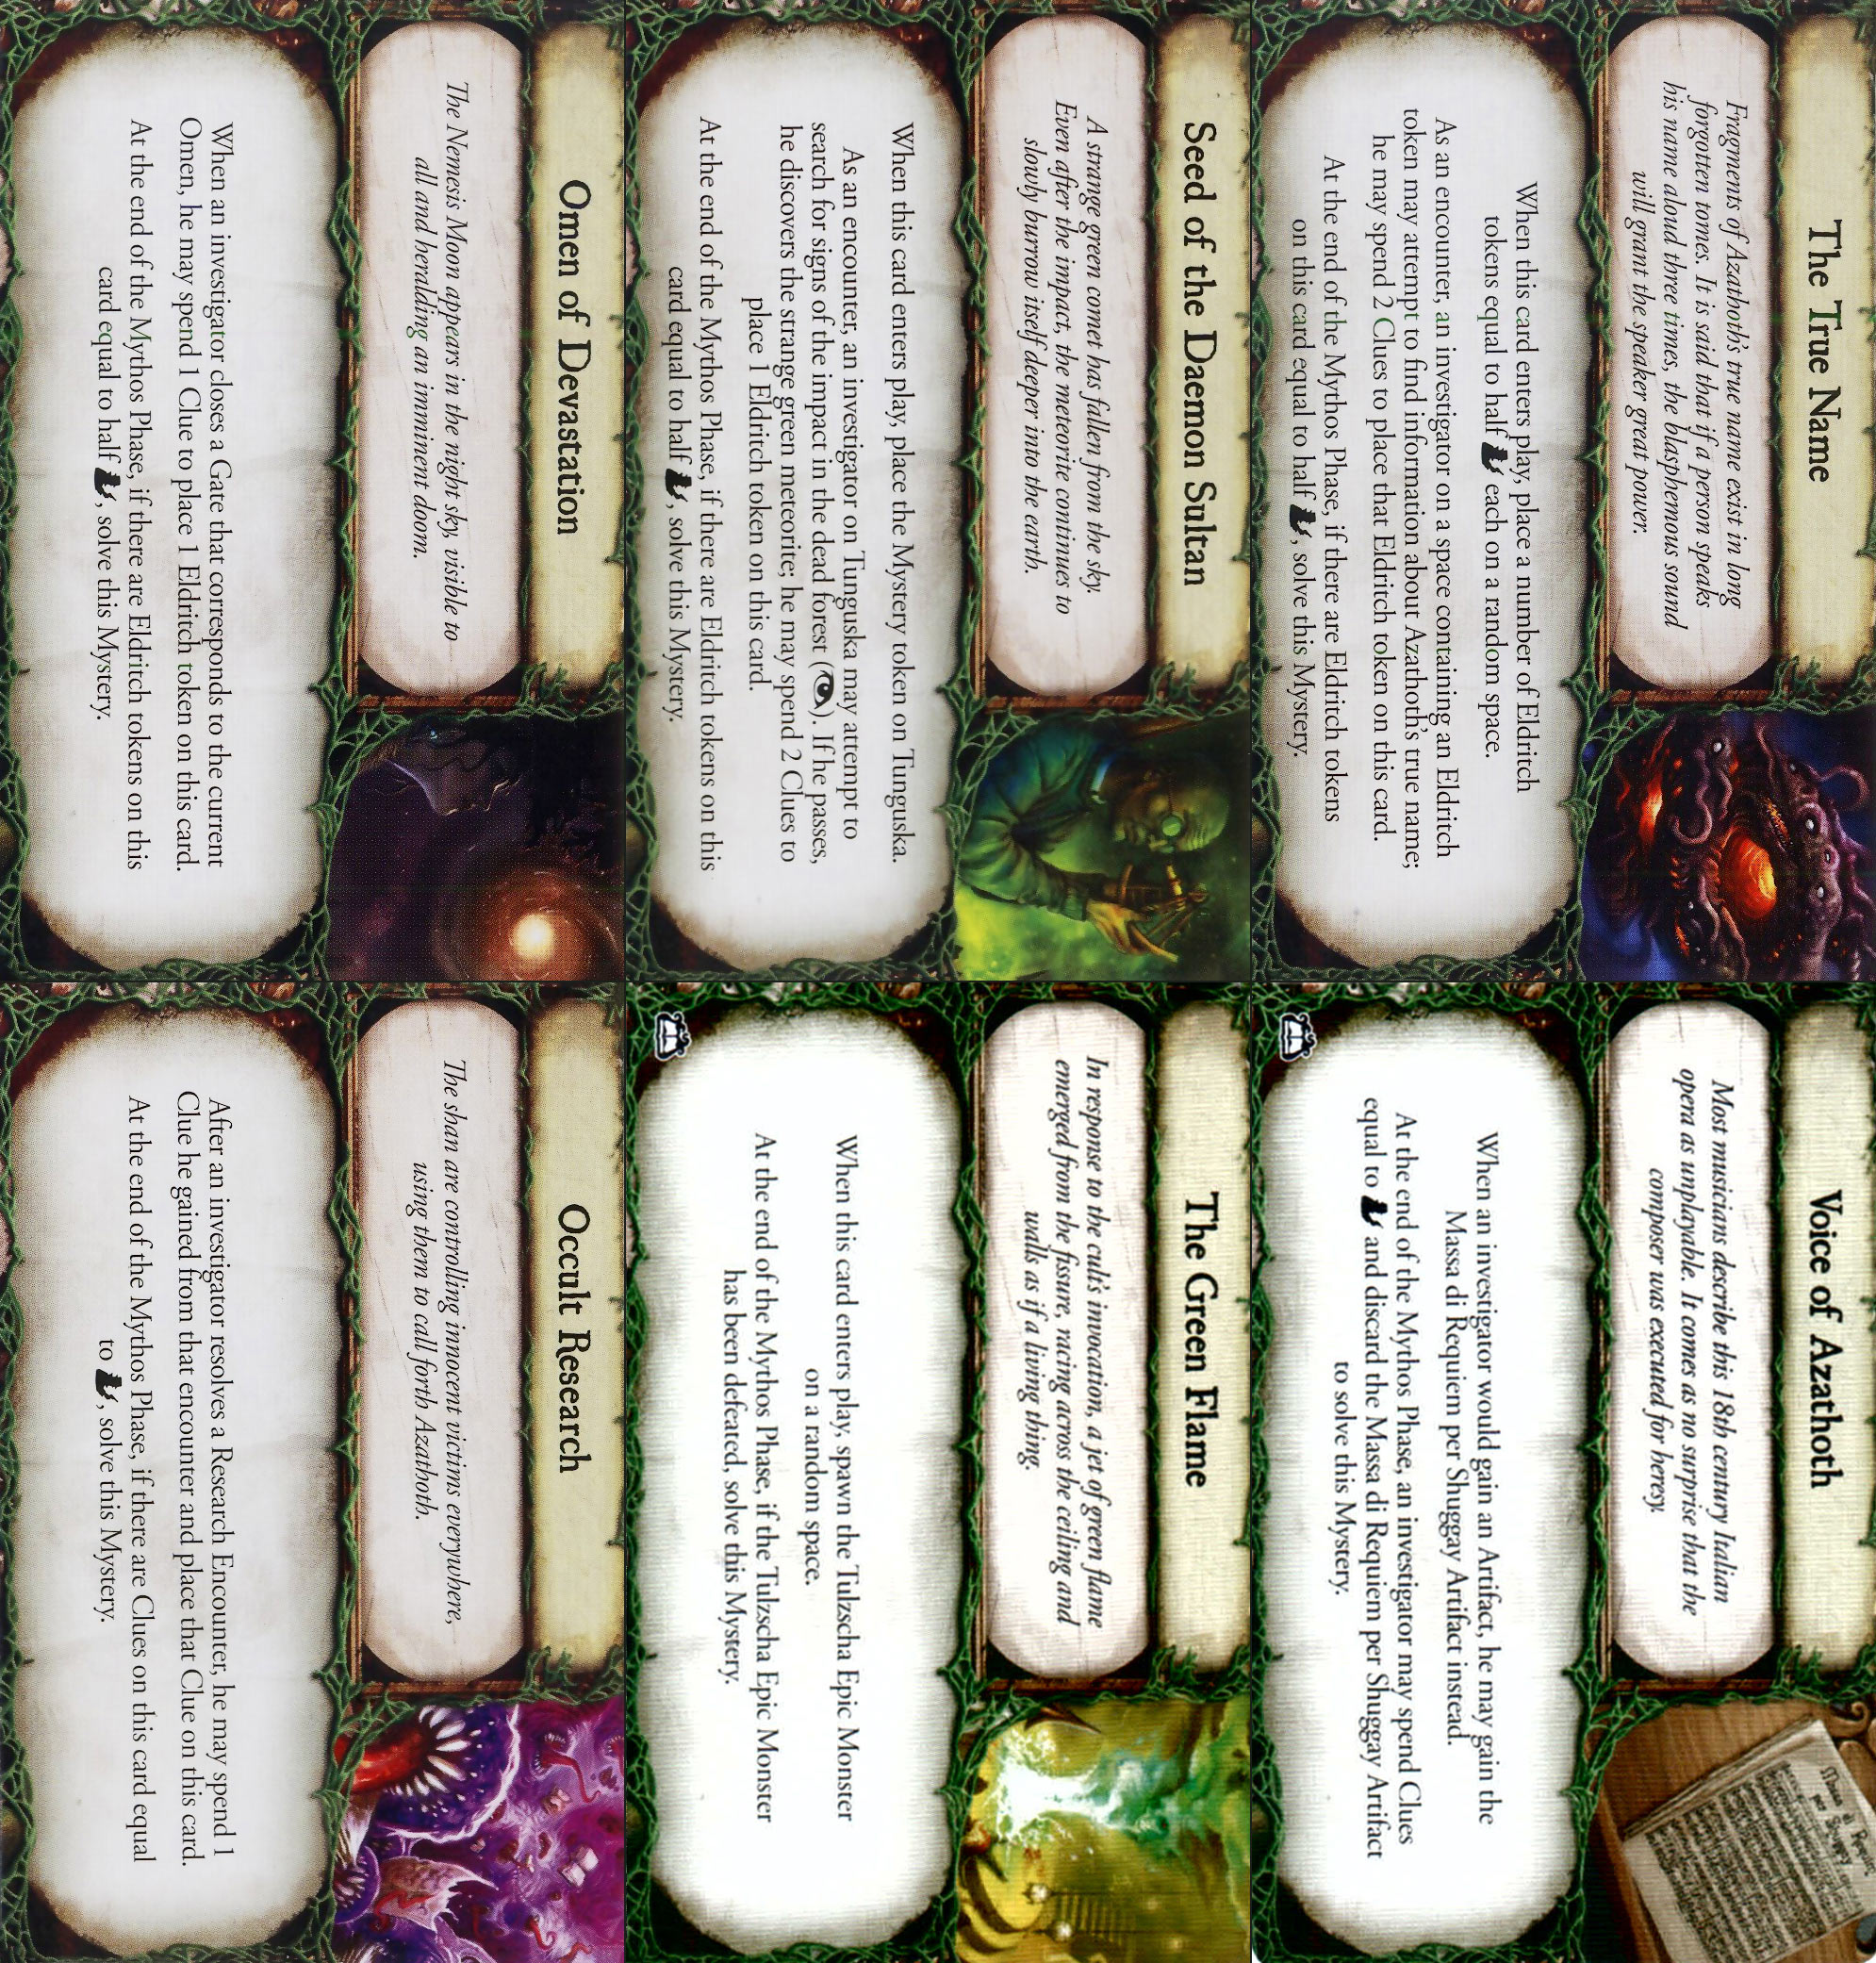 The True Name
Fragments of Azathoth's true name exist in long
forgotten tomes. It is said that if a person speaks
his name aloud three times, the blasphemous sound
will grant the speaker great power.
When this card enters play, place a number of Eldritch
tokens equal to half each on a random space.
As an encounter, an investigator on a space containing an Eldritch
token may attempt to find information about Azathoth's true name;
he may spend 2 Clues to place that Eldritch token on this card.
At the end of the Mythos Phase, if there are Eldritch tokens
on this card equal to half , solve this Mystery.
Voice of Azathoth
Most musicians describe this 18th century Italian
opera as unplayable. It comes as no surprise that the
composer was executed for heresy.
When an investigator would gain an Artifact, he may gain the
Massa di Requiem per Shuggay Artifact instead.
At the end of the Mythos Phase, an investigator may spend Clues
equal to and discard the Massa di Requiem per Shuggay Artifact
to solve this Mystery.
Massa di
per Shuggay
Seed of the Daemon Sultan
A strange green comet has fallen from the sky.
Even after the impact, the meteorite continues to
slowly burrow itself deeper into the earth.
When this card enters play, place the Mystery token on Tunguska.
As an encounter, an investigator on Tunguska may attempt to
search for signs of the impact in the dead forest ( ). If he passes,
he discovers the strange green meteorite; he may spend 2 Clues to
place 1 Eldritch token on this card.
At the end of the Mythos Phase, if there are Eldritch tokens on this
card equal to half , solve this Mystery.
The Green Flame
In response to the cult's invocation, a jet of green flame
emerged from the fissure, racing across the ceiling and
walls as if a living thing.
When this card enters play, spawn the Tulzscha Epic Monster
on a random space.
At the end of the Mythos Phase, if the Tulzscha Epic Monster
has been defeated, solve this Mystery.
Omen of Devastation
The Nemesis Moon appears in the night sky, visible to
all and heralding an imminent doom.
When an investigator closes a Gate that corresponds to the current
Omen, he may spend 1 Clue to place 1 Eldritch token on this card.
At the end of the Mythos Phase, if there are Eldritch tokens on this
card equal to half , solve this Mystery.
Occult Research
The shan are controlling innocent victims everywhere,
using them to call forth Azathoth.
After an investigator resolves a Research Encounter, he may spend 1
Clue he gained from that encounter and place that Clue on this card.
At the end of the Mythos Phase, if there are Clues on this card equal
to , solve this Mystery.